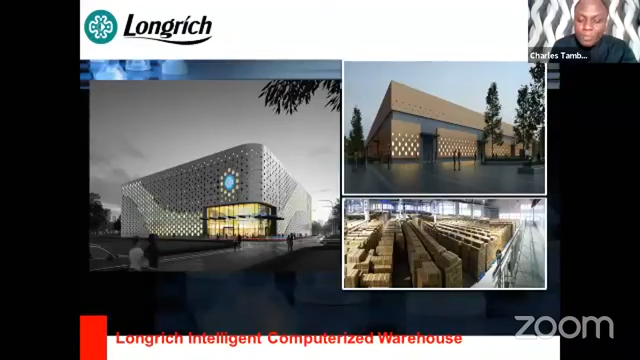 Longrich
Charles Tamb...
Longrich Intelligent Computerized Warehouse
zoom